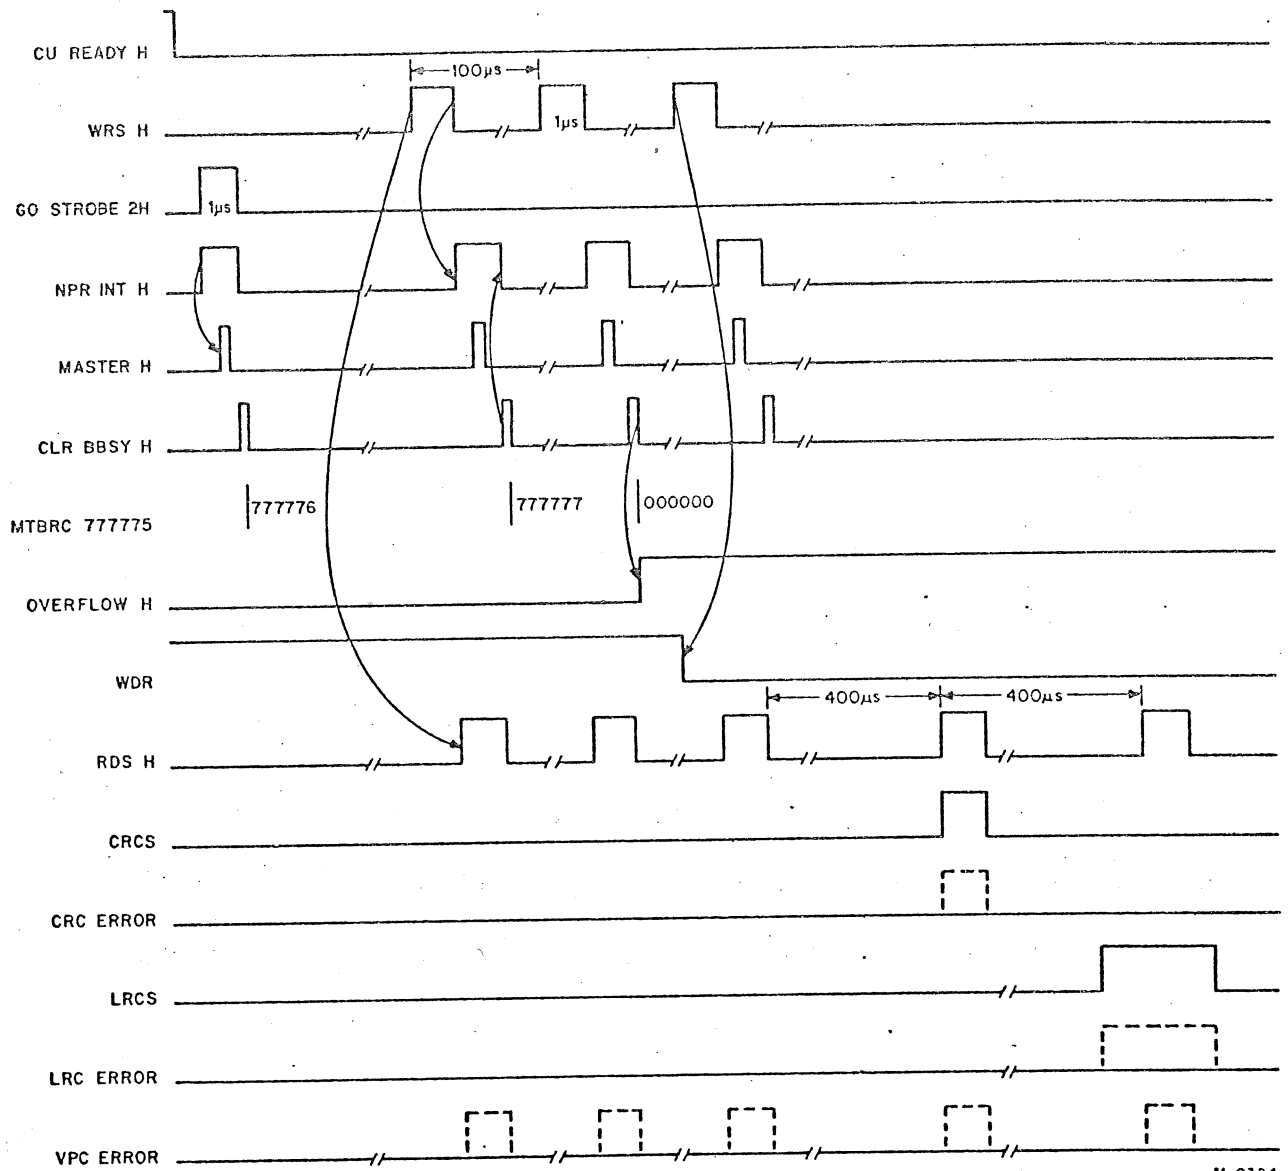 CU READY H
100µs
WRS H
1µs
GO STROBE 2H
1µs
NPR INT H
MASTER H
CLR BBSY H
MTBRC 777775
777776
777777
000000
OVERFLOW H
WDR
400µs
400µs
RDS H
CRCS
CRC ERROR
LRCS
LRC ERROR
VPC ERROR